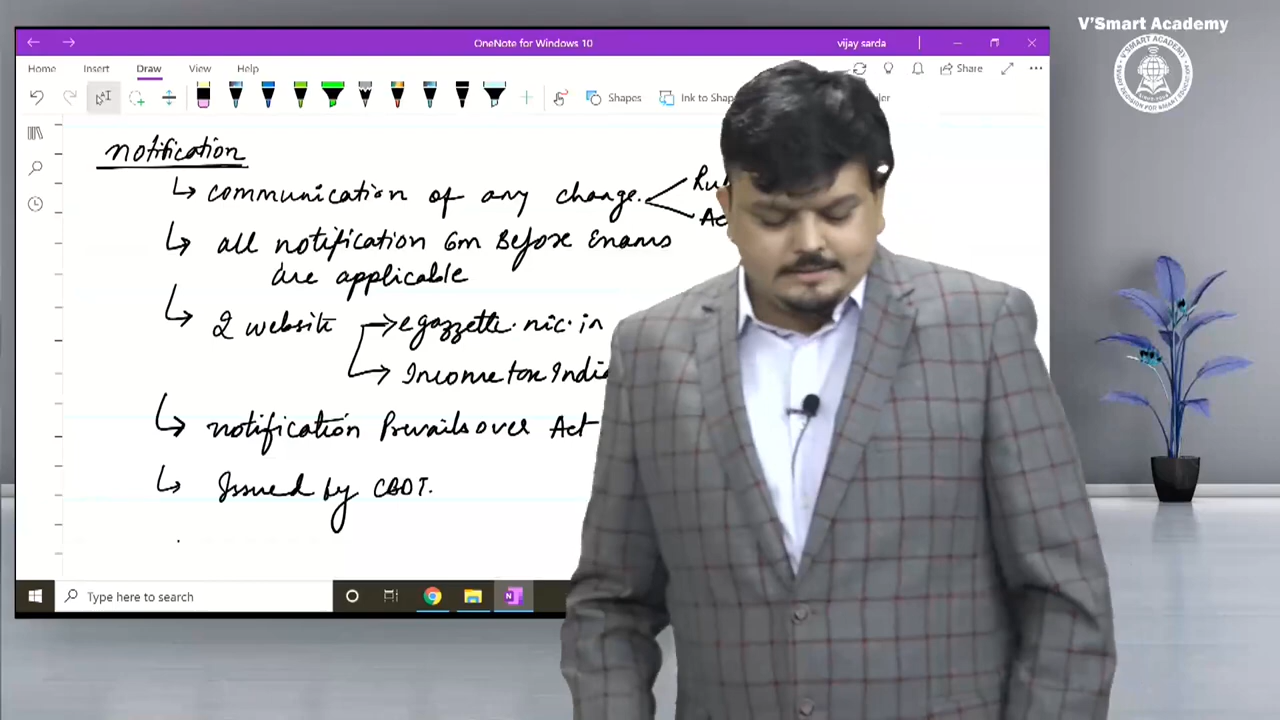 V'Smart Academy
OneNote for Windows 10
vijay sarda
Home Insert Draw View Help
Share
Shapes
Ink to Shap
notification
communication of any change.
all notification 6m Before Exams
are applicable
2 website egazzette.nic.in
Income tax India
notification Prevails over Act
Issued by CBDT.
Type here to search